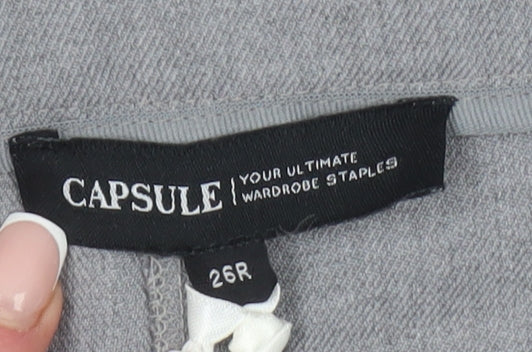 CAPSULE
YOUR ULTIMATE
WARDROBE STAPLES
26R